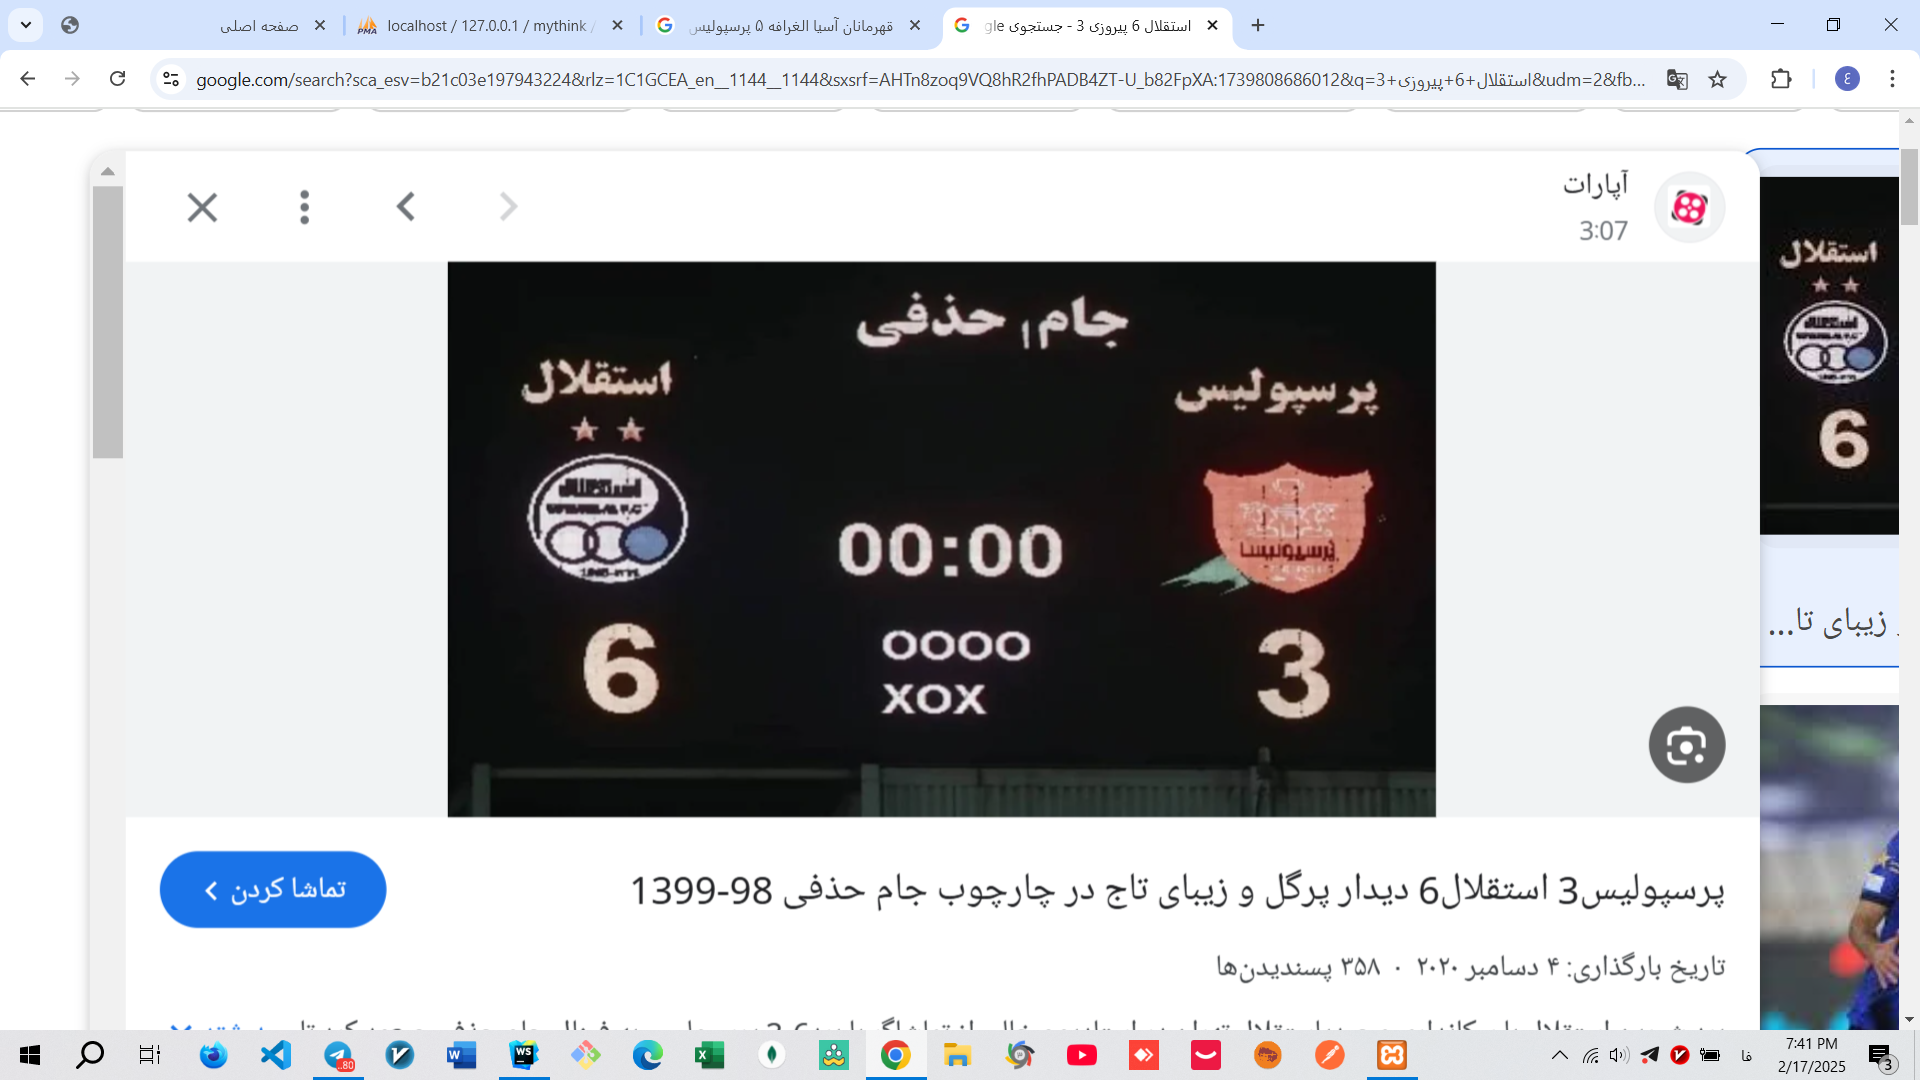 صفحه اصلی
localhost / 127.0.0.1 / mythink /
قهرمانان آسیا الغرافه ۵ پرسپولیس
استقلال 6 پیروزی 3 - جستجوی gle
google.com/search?sca_esv=b21c03e197943224&rlz=1C1GCEA_en__1144__1144&sxsrf=AHTn8zoq9VQ8hR2fhPADB4ZT-U_b82FpXA:1739808686012&q=3+استقلال+6+پیروزی&udm=2&fb...
آپارات
3:07
جام حذفی
استقلال
پرسپولیس
00:00
6
OOOO
XOX
3
استقلال
6
زیبای تا...
پرسپولیس3 استقلال6 دیدار پرگل و زیبای تاج در چارچوب جام حذفی 98-1399
تماشا کردن
تاریخ بارگذاری: ۴ دسامبر ۲۰۲۰ · ۳۵۸ پسندیدن‌ها
فا
7:41 PM
2/17/2025
3